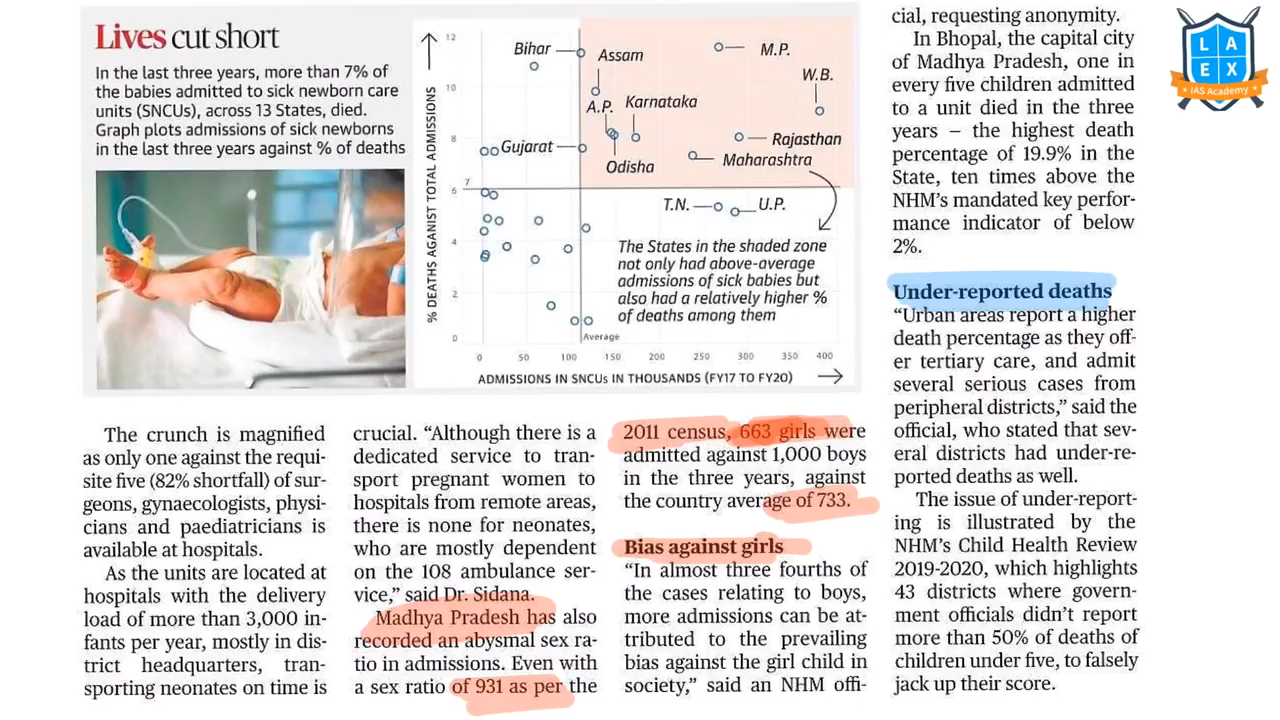 Lives cut short
In the last three years, more than 7% of
the babies admitted to sick newborn care
units (SNCUs), across 13 States, died.
Graph plots admissions of sick newborns
in the last three years against % of deaths
% DEATHS AGANIST TOTAL ADMISSIONS
12
10
8
7
6
4
2
0
Bihar
Assam
M.P.
W.B.
A.P.
Karnataka
Gujarat
Rajasthan
Odisha
Maharashtra
T.N.
U.P.
The States in the shaded zone
not only had above-average
admissions of sick babies but
also had a relatively higher %
of deaths among them
Average
0 50 100 150 200 250 300 350 400
ADMISSIONS IN SNCUs IN THOUSANDS (FY17 TO FY20)
The crunch is magnified
as only one against the requi-
site five (82% shortfall) of sur-
geons, gynaecologists, physi-
cians and paediatricians is
available at hospitals.
As the units are located at
hospitals with the delivery
load of more than 3,000 in-
fants per year, mostly in dis-
trict headquarters, tran-
sporting neonates on time is
crucial. “Although there is a
dedicated service to tran-
sport pregnant women to
hospitals from remote areas,
there is none for neonates,
who are mostly dependent
on the 108 ambulance ser-
vice,” said Dr. Sidana.
Madhya Pradesh has also
recorded an abysmal sex ra-
tio in admissions. Even with
a sex ratio of 931 as per the
2011 census, 663 girls were
admitted against 1,000 boys
in the three years, against
the country average of 733.
Bias against girls
“In almost three fourths of
the cases relating to boys,
more admissions can be at-
tributed to the prevailing
bias against the girl child in
society,” said an NHM offi-
cial, requesting anonymity.
In Bhopal, the capital city
of Madhya Pradesh, one in
every five children admitted
to a unit died in the three
years – the highest death
percentage of 19.9% in the
State, ten times above the
NHM’s mandated key perfor-
mance indicator of below
2%.
Under-reported deaths
“Urban areas report a higher
death percentage as they off-
er tertiary care, and admit
several serious cases from
peripheral districts,” said the
official, who stated that sev-
eral districts had under-re-
ported deaths as well.
The issue of under-report-
ing is illustrated by the
NHM’s Child Health Review
2019-2020, which highlights
43 districts where govern-
ment officials didn’t report
more than 50% of deaths of
children under five, to falsely
jack up their score.
L A
E X
IAS Academy